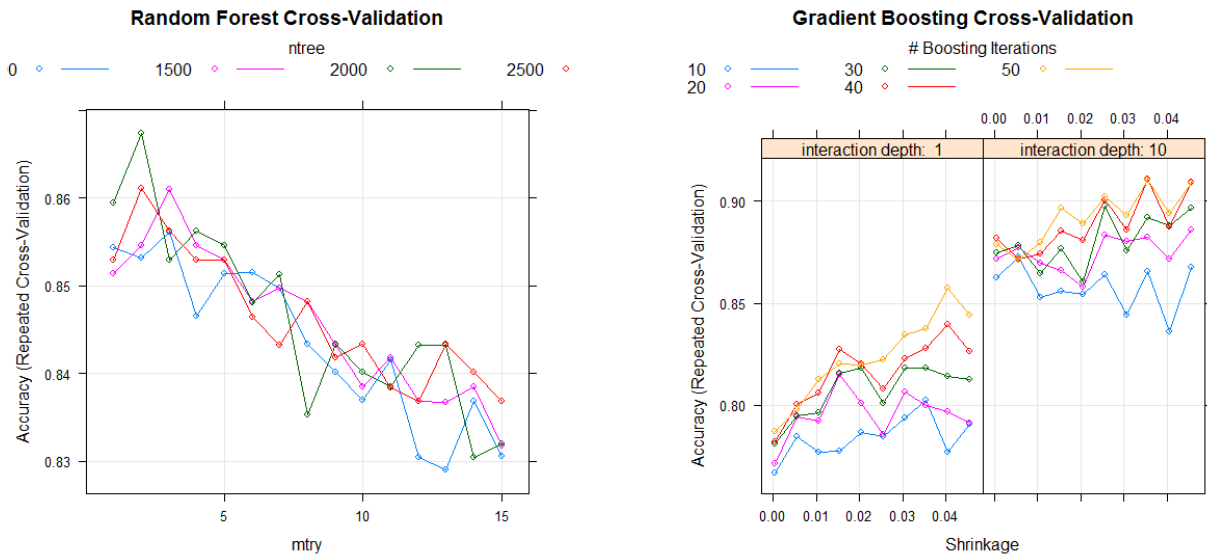 Random Forest Cross-Validation
ntree
0 1500 2000 2500
Accuracy (Repeated Cross-Validation)
0.86
0.85
0.84
0.83
5 10 15
mtry
Gradient Boosting Cross-Validation
# Boosting Iterations
10 30 50
20 40
0.00 0.01 0.02 0.03 0.04
interaction depth: 1 interaction depth: 10
Accuracy (Repeated Cross-Validation)
0.90
0.85
0.80
0.00 0.01 0.02 0.03 0.04
Shrinkage